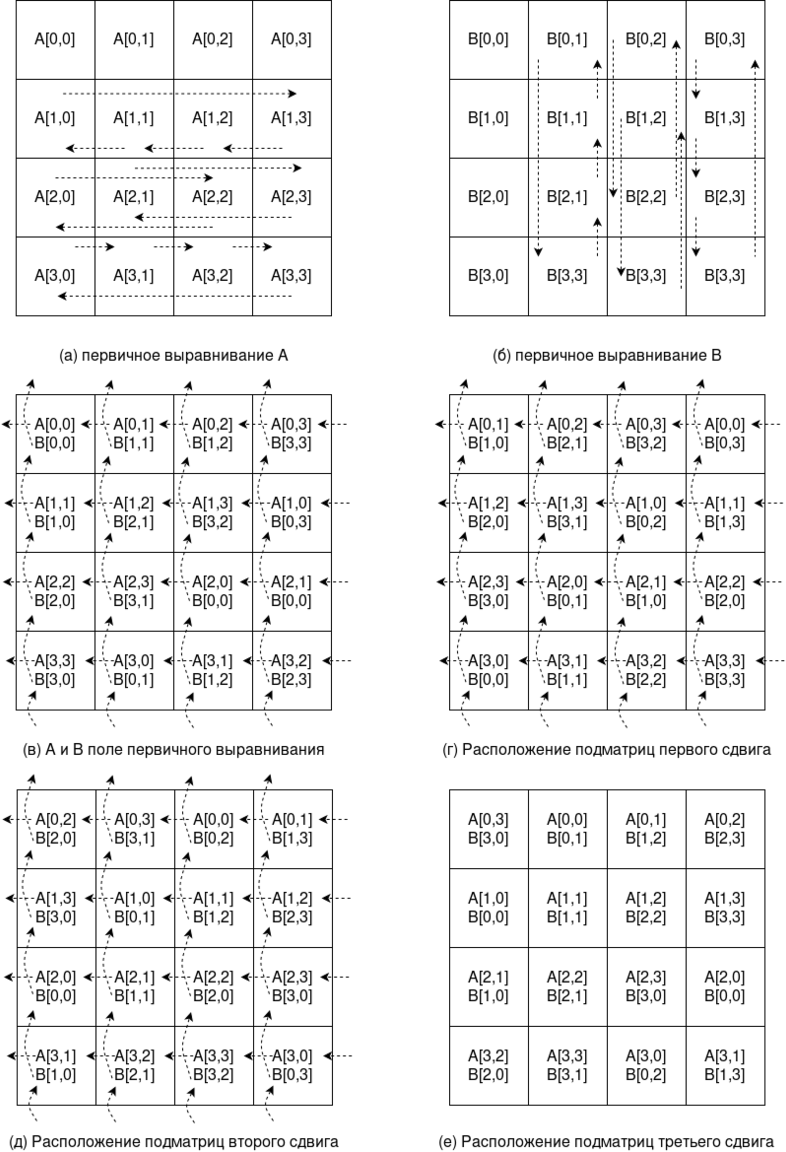 A[0,0] A[0,1] A[0,2] A[0,3]
A[1,0] A[1,1] A[1,2] A[1,3]
A[2,0] A[2,1] A[2,2] A[2,3]
A[3,0] A[3,1] A[3,2] A[3,3]
(а) первичное выравнивание А
B[0,0] B[0,1] B[0,2] B[0,3]
B[1,0] B[1,1] B[1,2] B[1,3]
B[2,0] B[2,1] B[2,2] B[2,3]
B[3,0] B[3,3] B[3,3] B[3,3]
(б) первичное выравнивание В
A[0,0] A[0,1] A[0,2] A[0,3]
B[0,0] B[1,1] B[1,2] B[3,3]
A[1,1] A[1,2] A[1,3] A[1,0]
B[1,0] B[2,1] B[3,2] B[0,3]
A[2,2] A[2,3] A[2,0] A[2,1]
B[2,0] B[3,1] B[0,0] B[0,0]
A[3,3] A[3,0] A[3,1] A[3,2]
B[3,0] B[0,1] B[1,2] B[2,3]
(в) А и В поле первичного выравнивания
A[0,1] A[0,2] A[0,3] A[0,0]
B[1,0] B[2,1] B[3,2] B[0,3]
A[1,2] A[1,3] A[1,0] A[1,1]
B[2,0] B[3,1] B[0,2] B[1,3]
A[2,3] A[2,0] A[2,1] A[2,2]
B[3,0] B[0,1] B[1,0] B[2,0]
A[3,0] A[3,1] A[3,2] A[3,3]
B[0,0] B[1,1] B[2,2] B[3,3]
(г) Расположение подматриц первого сдвига
A[0,2] A[0,3] A[0,0] A[0,1]
B[2,0] B[3,1] B[0,2] B[1,3]
A[1,3] A[1,0] A[1,1] A[1,2]
B[3,0] B[0,1] B[1,2] B[2,3]
A[2,0] A[2,1] A[2,2] A[2,3]
B[0,0] B[1,1] B[2,0] B[3,0]
A[3,1] A[3,2] A[3,3] A[3,0]
B[1,0] B[2,1] B[3,2] B[0,3]
(д) Расположение подматриц второго сдвига
A[0,3] A[0,0] A[0,1] A[0,2]
B[3,0] B[0,1] B[1,2] B[2,3]
A[1,0] A[1,1] A[1,2] A[1,3]
B[0,0] B[1,1] B[2,2] B[3,3]
A[2,1] A[2,2] A[2,3] A[2,0]
B[1,0] B[2,1] B[3,0] B[0,0]
A[3,2] A[3,3] A[3,0] A[3,1]
B[2,0] B[3,1] B[0,2] B[1,3]
(е) Расположение подматриц третьего сдвига